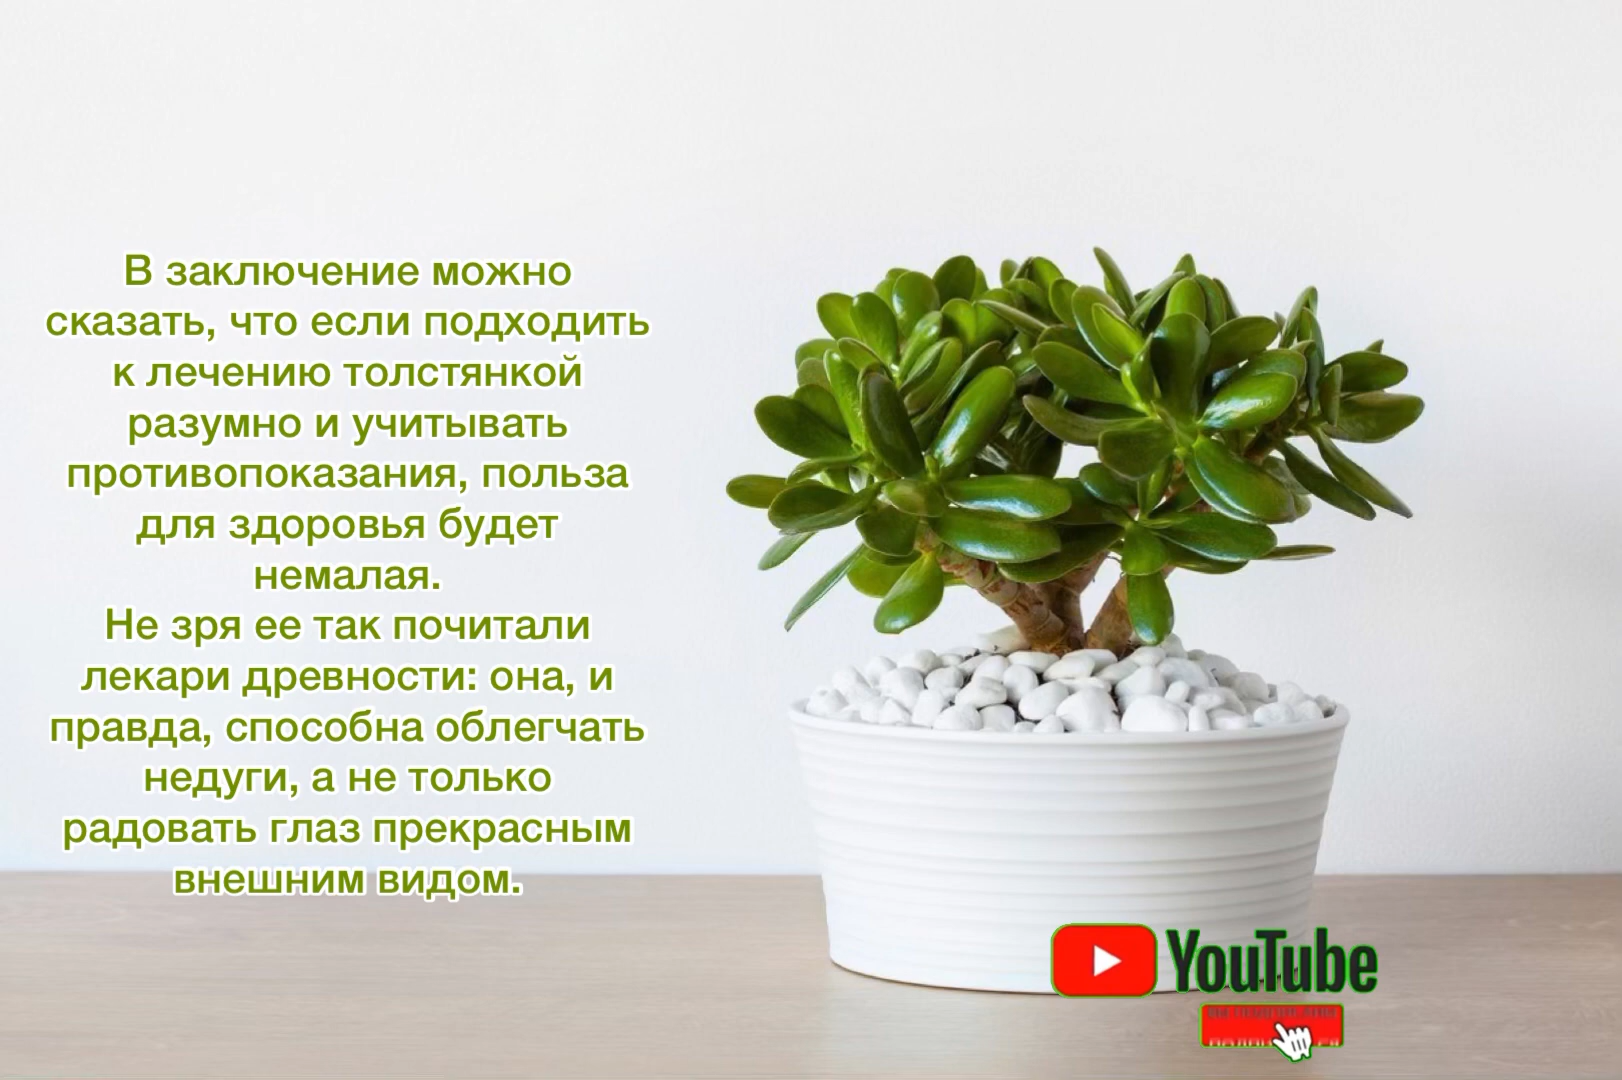 В заключение можно
сказать, что если подходить
к лечению толстянкой
разумно и учитывать
противопоказания, польза
для здоровья будет
немалая.
Не зря ее так почитали
лекари древности: она, и
правда, способна облегчать
недуги, а не только
радовать глаз прекрасным
внешним видом.
YouTube